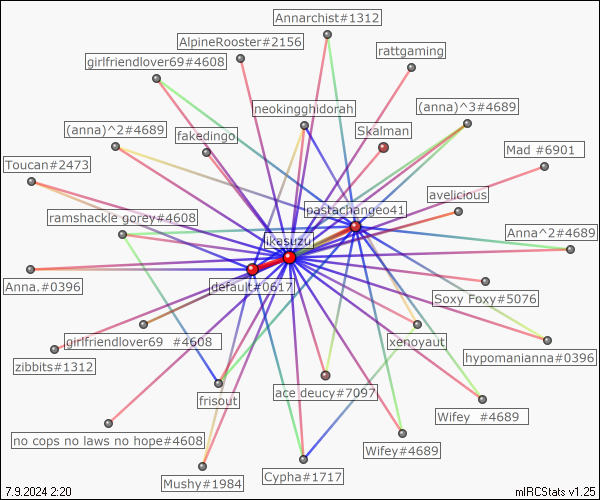 Annarchist#1312
AlpineRooster#2156
rattgaming
girlfriendlover69#4608
neokingghidorah
(anna)^3#4689
(anna)^2#4689
fakedingo
Skalman
Mad #6901
Toucan#2473
avelicious
ramshackle gorey#4608
pastachangeo41
Anna^2#4689
ikesuzu
Anna.#0396
default#0617
Soxy Foxy#5076
girlfriendlover69 #4608
xenoyaut
hypomanianna#0396
zibbits#1312
frisout
ace deucy#7097
Wifey #4689
no cops no laws no hope#4608
Wifey#4689
Mushy#1984
Cypha#1717
7.9.2024 2:20
mIRCStats v1.25